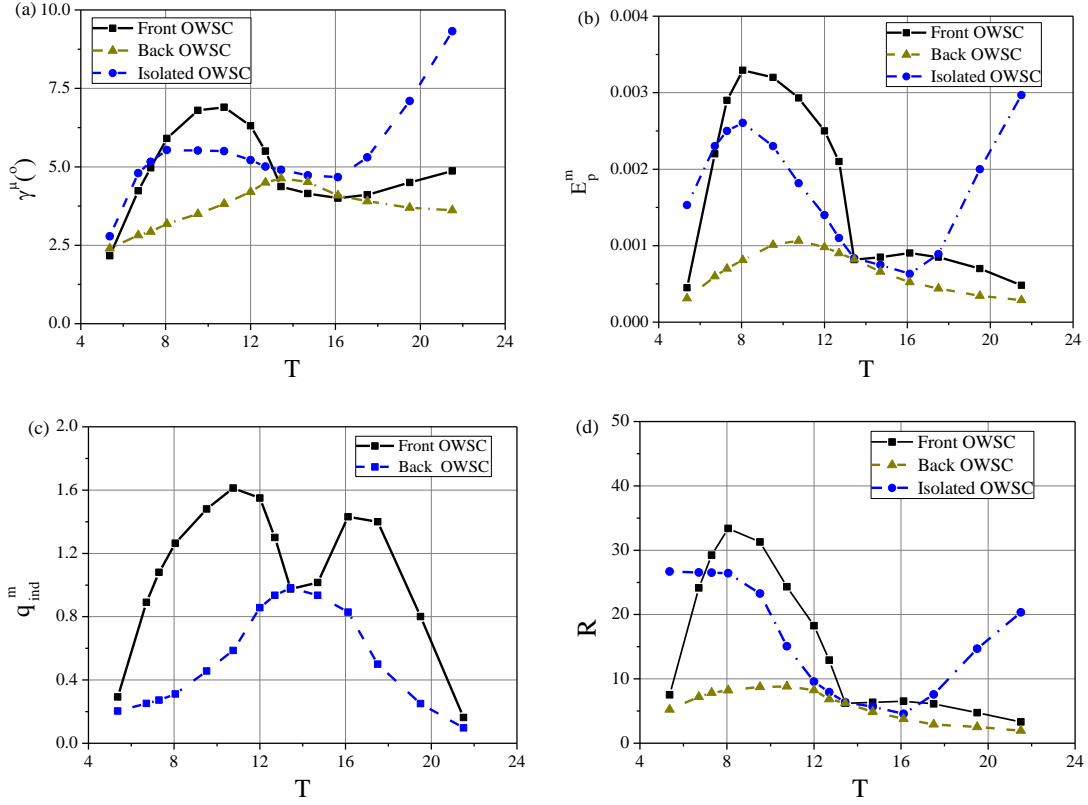 (a)
Front OWSC
Back OWSC
Isolated OWSC
10.0
7.5
5.0
2.5
0.0
γ^μ(°)
4 8 12 16 20 24
T
(b)
Front OWSC
Back OWSC
Isolated OWSC
0.004
0.003
0.002
0.001
0.000
E_p^m
4 8 12 16 20 24
T
(c)
Front OWSC
Back OWSC
2.0
1.6
1.2
0.8
0.4
0.0
q_ind^m
4 8 12 16 20 24
T
(d)
Front OWSC
Back OWSC
Isolated OWSC
50
40
30
20
10
0
R
4 8 12 16 20 24
T